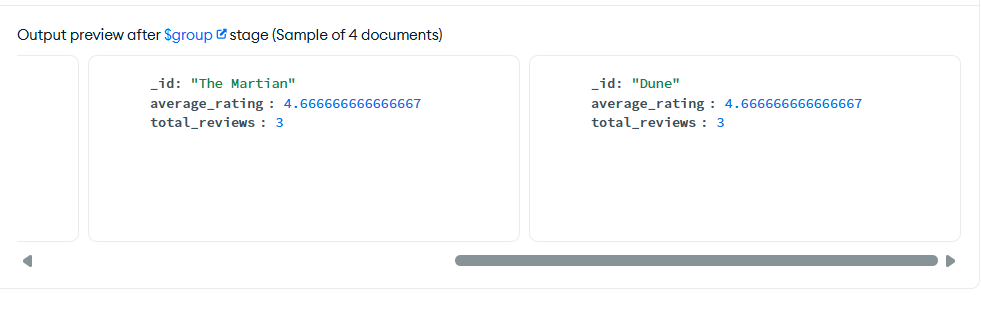 Output preview after $group stage (Sample of 4 documents)
_id: "The Martian"
average_rating : 4.666666666666667
total_reviews : 3
_id: "Dune"
average_rating : 4.666666666666667
total_reviews : 3